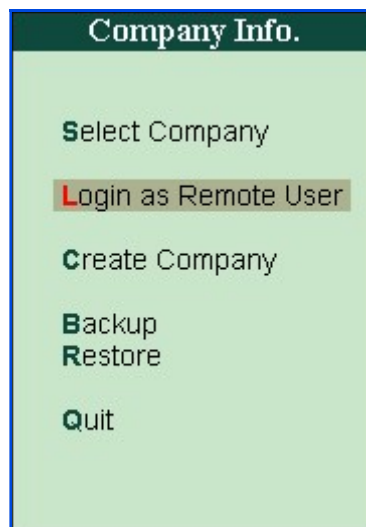 Company Info.
Select Company
Login as Remote User
Create Company
Backup
Restore
Quit